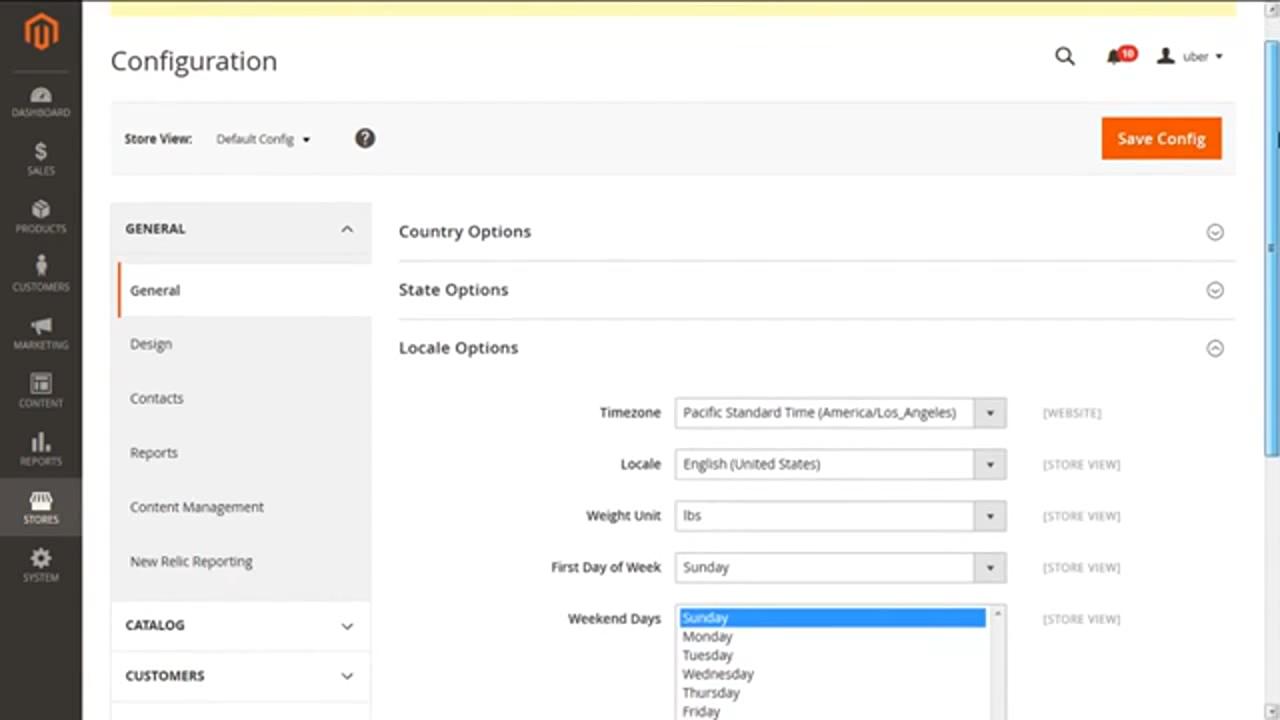 Configuration
10
uber
Store View:
Default Config
?
Save Config
DASHBOARD
SALES
PRODUCTS
CUSTOMERS
MARKETING
CONTENT
REPORTS
STORES
SYSTEM
GENERAL
General
Design
Contacts
Reports
Content Management
New Relic Reporting
CATALOG
CUSTOMERS
Country Options
State Options
Locale Options
Timezone Pacific Standard Time (America/Los_Angeles) [WEBSITE]
Locale English (United States) [STORE VIEW]
Weight Unit lbs [STORE VIEW]
First Day of Week Sunday [STORE VIEW]
Weekend Days Sunday [STORE VIEW]
Monday
Tuesday
Wednesday
Thursday
Friday